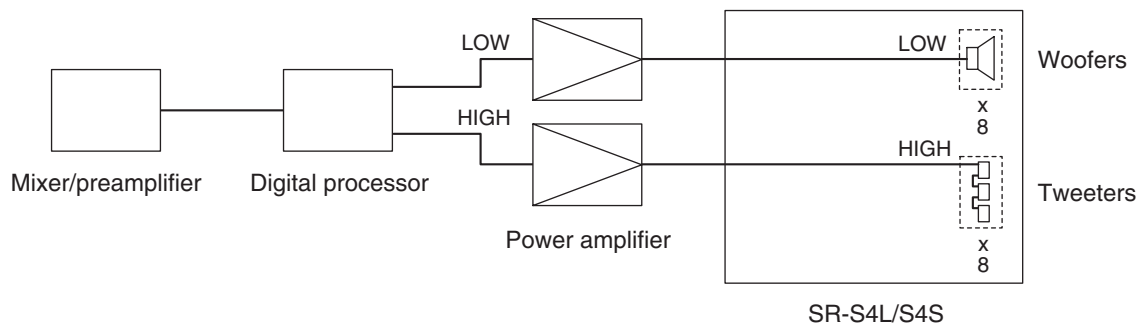 LOW
LOW
Woofers
x
8
HIGH
HIGH
Mixer/preamplifier
Digital processor
Tweeters
Power amplifier
x
8
SR-S4L/S4S